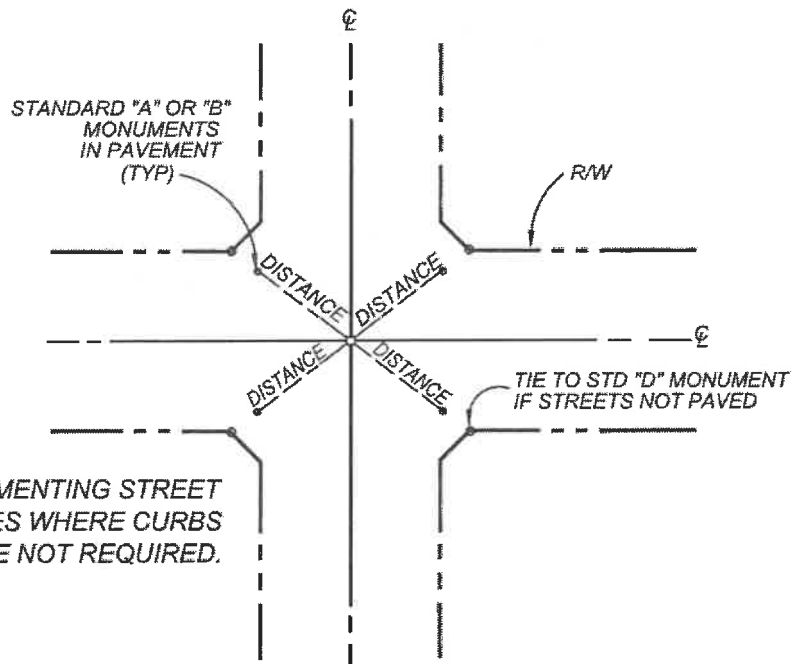 ℄
STANDARD "A" OR "B"
MONUMENTS
IN PAVEMENT
(TYP)
R/W
DISTANCE
DISTANCE
℄
DISTANCE
DISTANCE
TIE TO STD "D" MONUMENT
IF STREETS NOT PAVED
MENTING STREET
ES WHERE CURBS
E NOT REQUIRED.